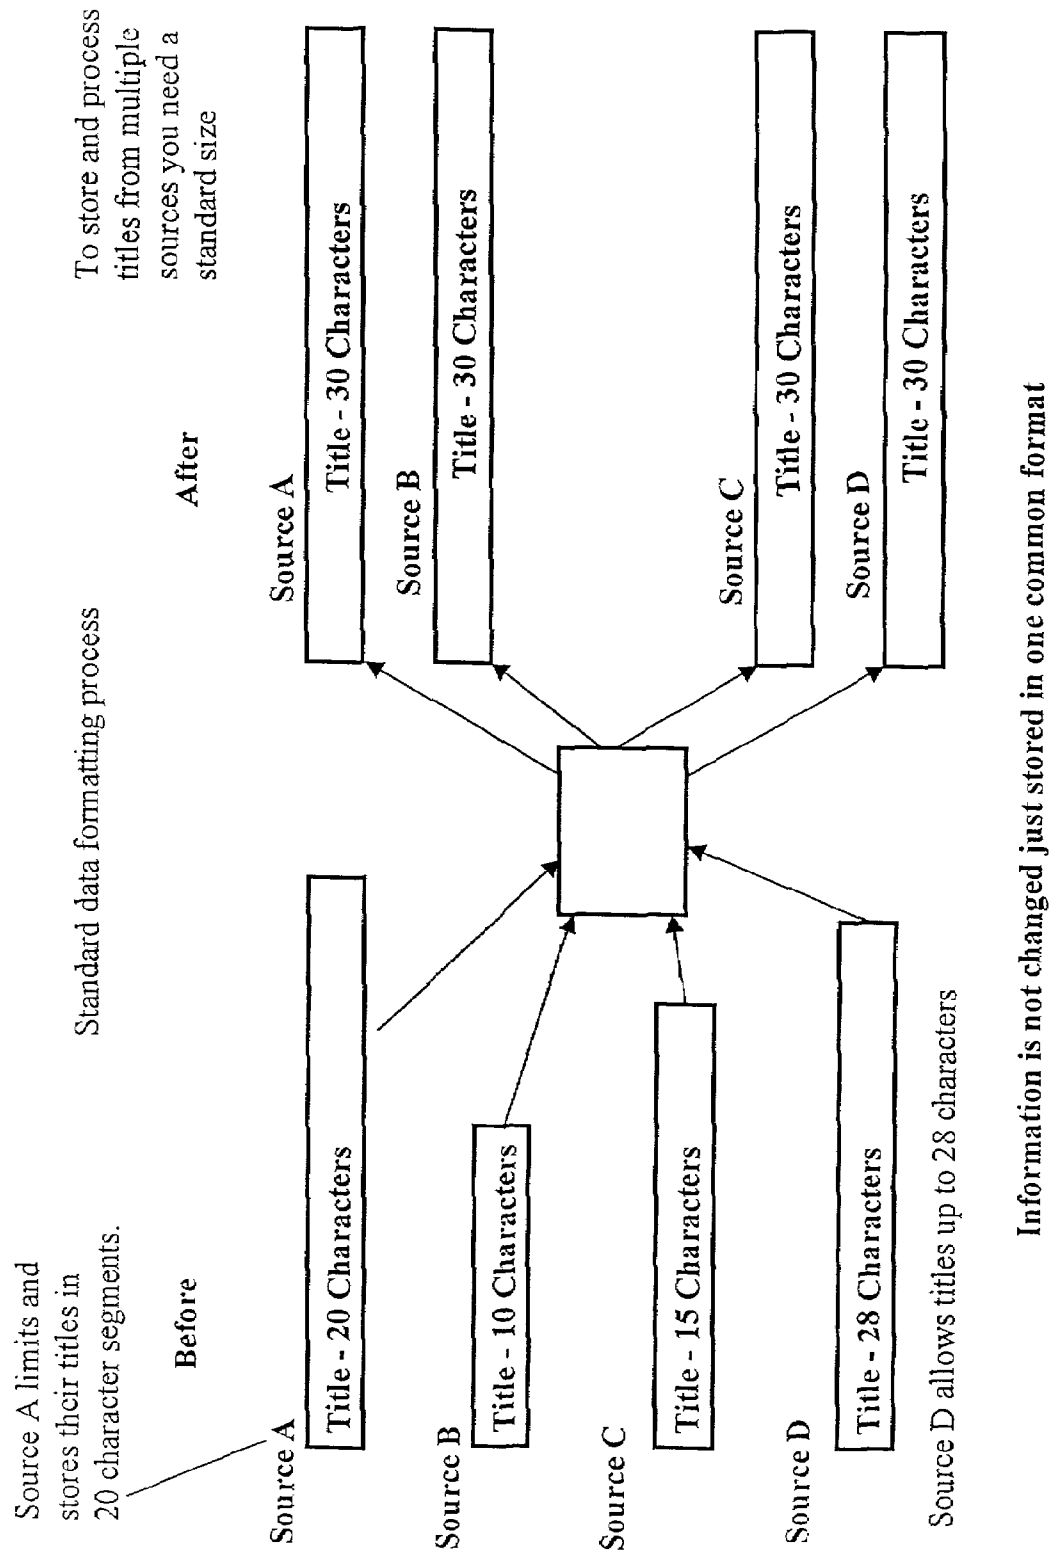 Source A limits and
stores their titles in
20 character segments.
Standard data formatting process
To store and process
titles from multiple
sources you need a
standard size
Before
After
Source A
Title - 20 Characters
Source B
Title - 10 Characters
Source C
Title - 15 Characters
Source D
Title - 28 Characters
Source D allows titles up to 28 characters
Source A
Title - 30 Characters
Source B
Title - 30 Characters
Source C
Title - 30 Characters
Source D
Title - 30 Characters
Information is not changed just stored in one common format